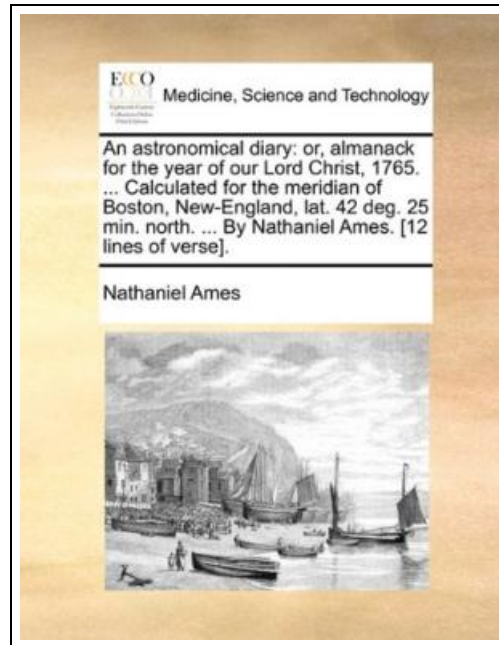 ECCO
Medicine, Science and Technology
An astronomical diary: or, almanack
for the year of our Lord Christ, 1765.
... Calculated for the meridian of
Boston, New-England, lat. 42 deg. 25
min. north. ... By Nathaniel Ames. [12
lines of verse].
Nathaniel Ames